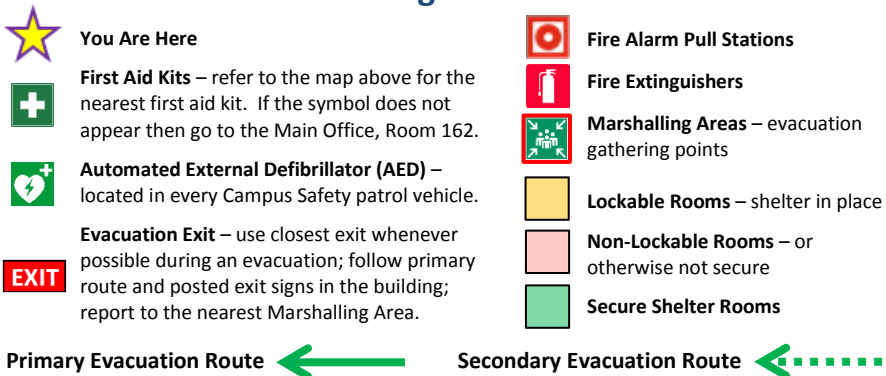 You Are Here
First Aid Kits – refer to the map above for the
nearest first aid kit. If the symbol does not
appear then go to the Main Office, Room 162.
Automated External Defibrillator (AED) –
located in every Campus Safety patrol vehicle.
EXIT
Evacuation Exit – use closest exit whenever
possible during an evacuation; follow primary
route and posted exit signs in the building;
report to the nearest Marshalling Area.
Fire Alarm Pull Stations
Fire Extinguishers
Marshalling Areas – evacuation
gathering points
Lockable Rooms – shelter in place
Non-Lockable Rooms – or
otherwise not secure
Secure Shelter Rooms
Primary Evacuation Route
Secondary Evacuation Route